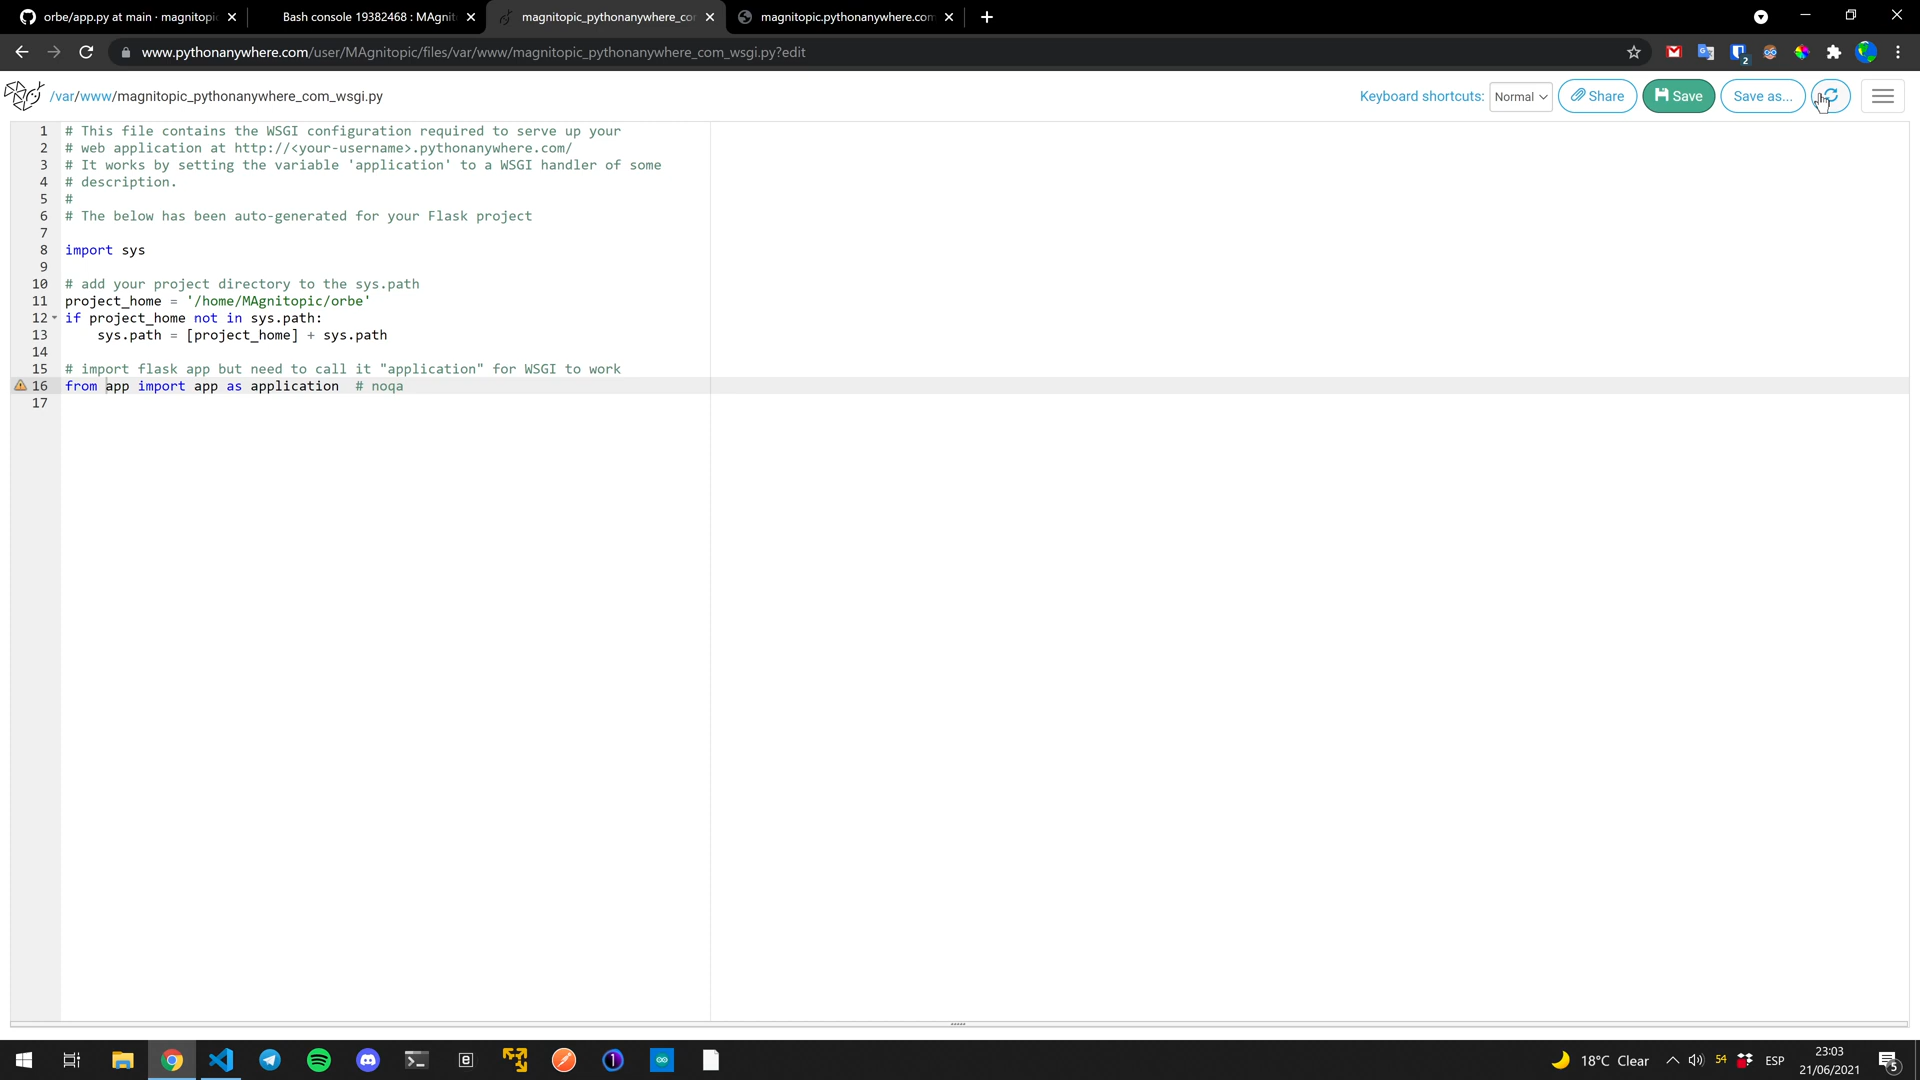 orbe/app.py at main · magnitopic
Bash console 19382468 : MAgnit
magnitopic_pythonanywhere_co
magnitopic.pythonanywhere.com
www.pythonanywhere.com/user/MAgnitopic/files/var/www/magnitopic_pythonanywhere_com_wsgi.py?edit
2
/var/www/magnitopic_pythonanywhere_com_wsgi.py
Keyboard shortcuts: Normal Share Save Save as...
1 # This file contains the WSGI configuration required to serve up your
2 # web application at http://<your-username>.pythonanywhere.com/
3 # It works by setting the variable 'application' to a WSGI handler of some
4 # description.
5 #
6 # The below has been auto-generated for your Flask project
7
8 import sys
9
10 # add your project directory to the sys.path
11 project_home = '/home/MAgnitopic/orbe'
12 if project_home not in sys.path:
13     sys.path = [project_home] + sys.path
14
15 # import flask app but need to call it "application" for WSGI to work
16 from app import app as application  # noqa
17
18°C Clear
54
ESP
23:03
21/06/2021
5